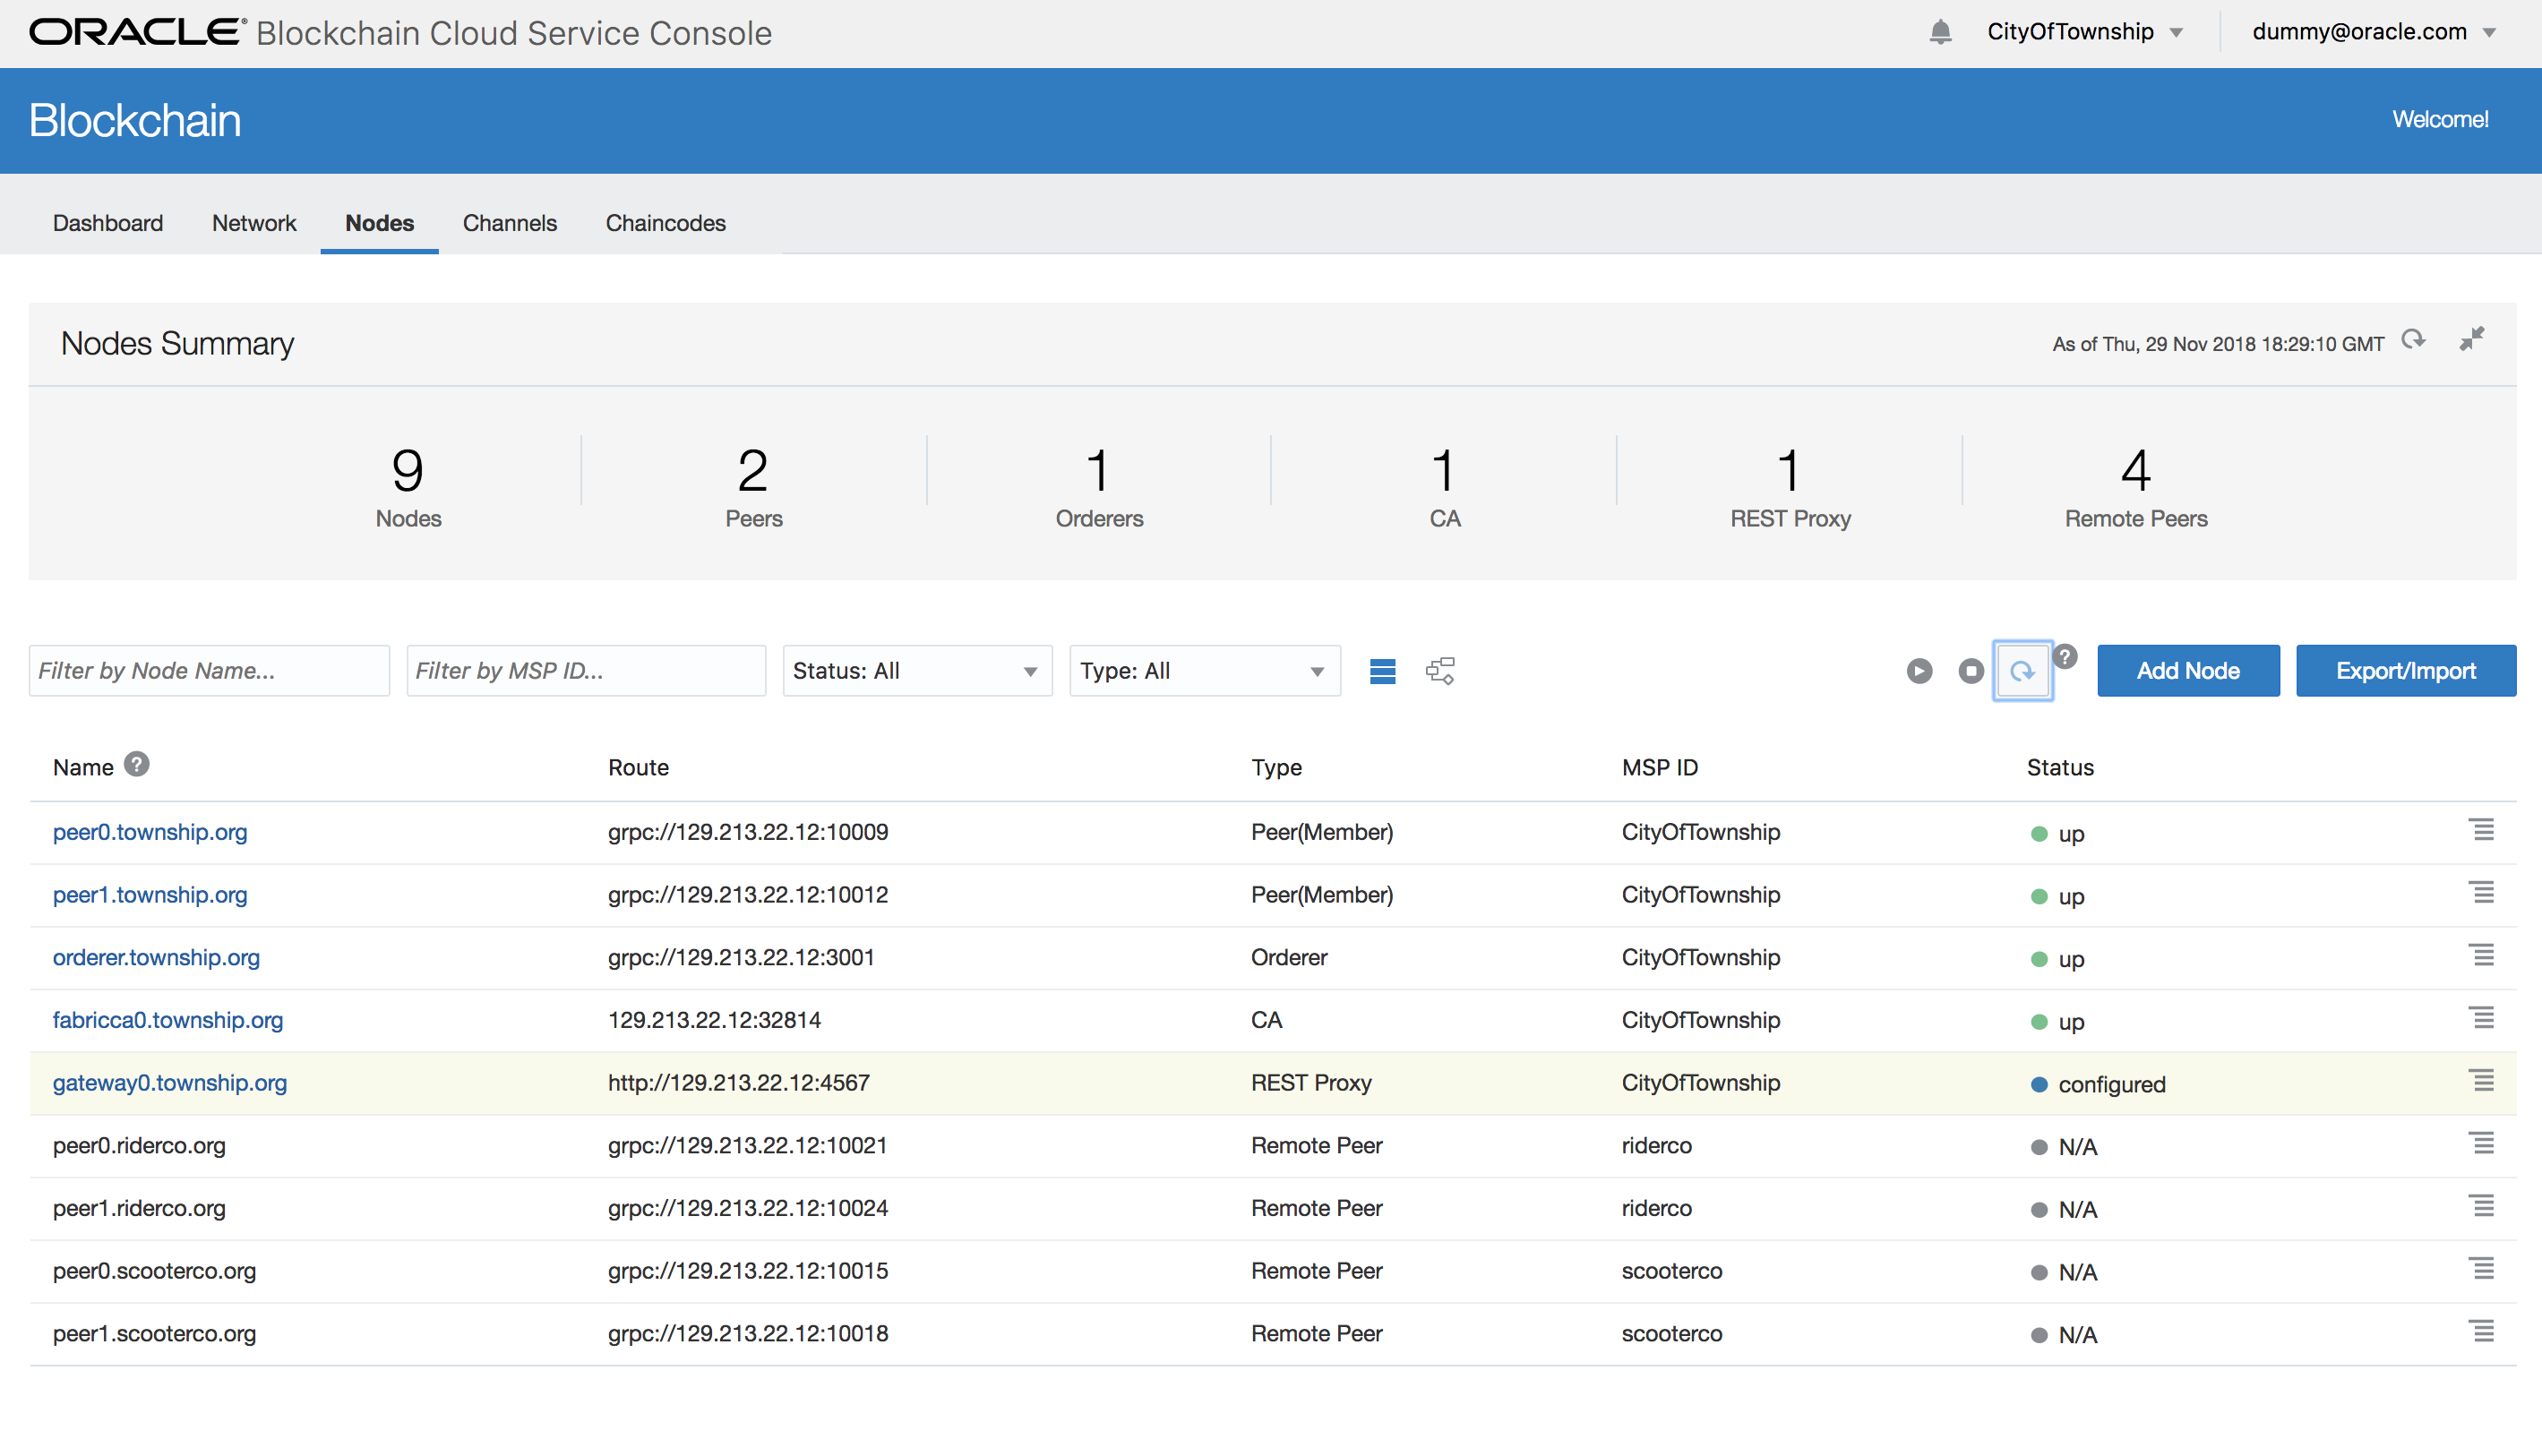 ORACLE® Blockchain Cloud Service Console CityOfTownship dummy@oracle.com
Blockchain Welcome!
Dashboard Network Nodes Channels Chaincodes
Nodes Summary As of Thu, 29 Nov 2018 18:29:10 GMT
9 2 1 1 1 4
Nodes Peers Orderers CA REST Proxy Remote Peers
Filter by Node Name... Filter by MSP ID... Status: All Type: All ? Add Node Export/Import
Name ? Route Type MSP ID Status
peer0.township.org grpc://129.213.22.12:10009 Peer(Member) CityOfTownship up
peer1.township.org grpc://129.213.22.12:10012 Peer(Member) CityOfTownship up
orderer.township.org grpc://129.213.22.12:3001 Orderer CityOfTownship up
fabricca0.township.org 129.213.22.12:32814 CA CityOfTownship up
gateway0.township.org http://129.213.22.12:4567 REST Proxy CityOfTownship configured
peer0.riderco.org grpc://129.213.22.12:10021 Remote Peer riderco N/A
peer1.riderco.org grpc://129.213.22.12:10024 Remote Peer riderco N/A
peer0.scooterco.org grpc://129.213.22.12:10015 Remote Peer scooterco N/A
peer1.scooterco.org grpc://129.213.22.12:10018 Remote Peer scooterco N/A